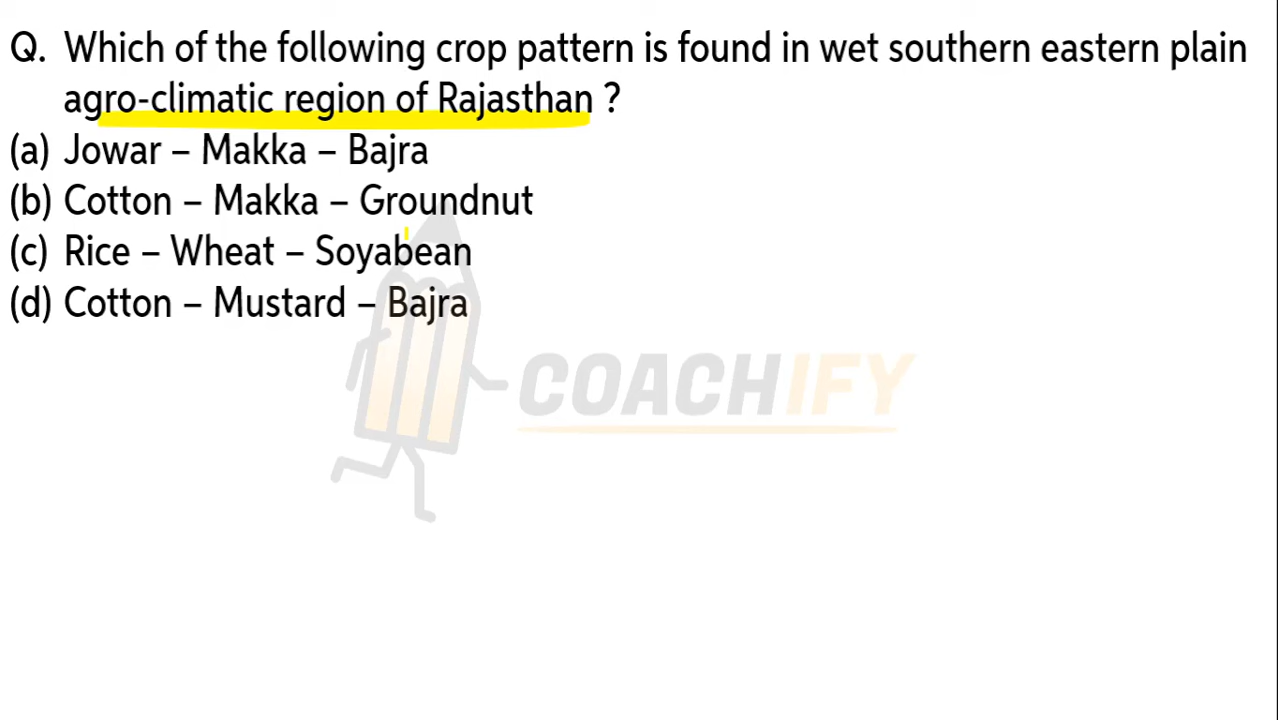 Q. Which of the following crop pattern is found in wet southern eastern plain
agro-climatic region of Rajasthan ?
(a) Jowar – Makka – Bajra
(b) Cotton – Makka – Groundnut
(c) Rice – Wheat – Soyabean
(d) Cotton – Mustard – Bajra
COACHIFY